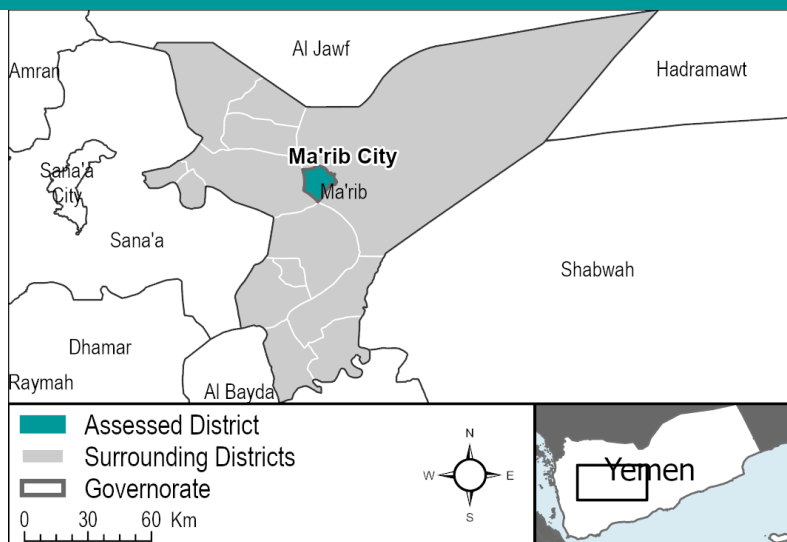 Al Jawf
Hadramawt
Amran
Ma'rib City
Sana'a
City
Ma'rib
Sana'a
Shabwah
Dhamar
Raymah
Al Bayda
Assessed District
Surrounding Districts
Governorate
0 30 60 Km
N
W E
S
Yemen